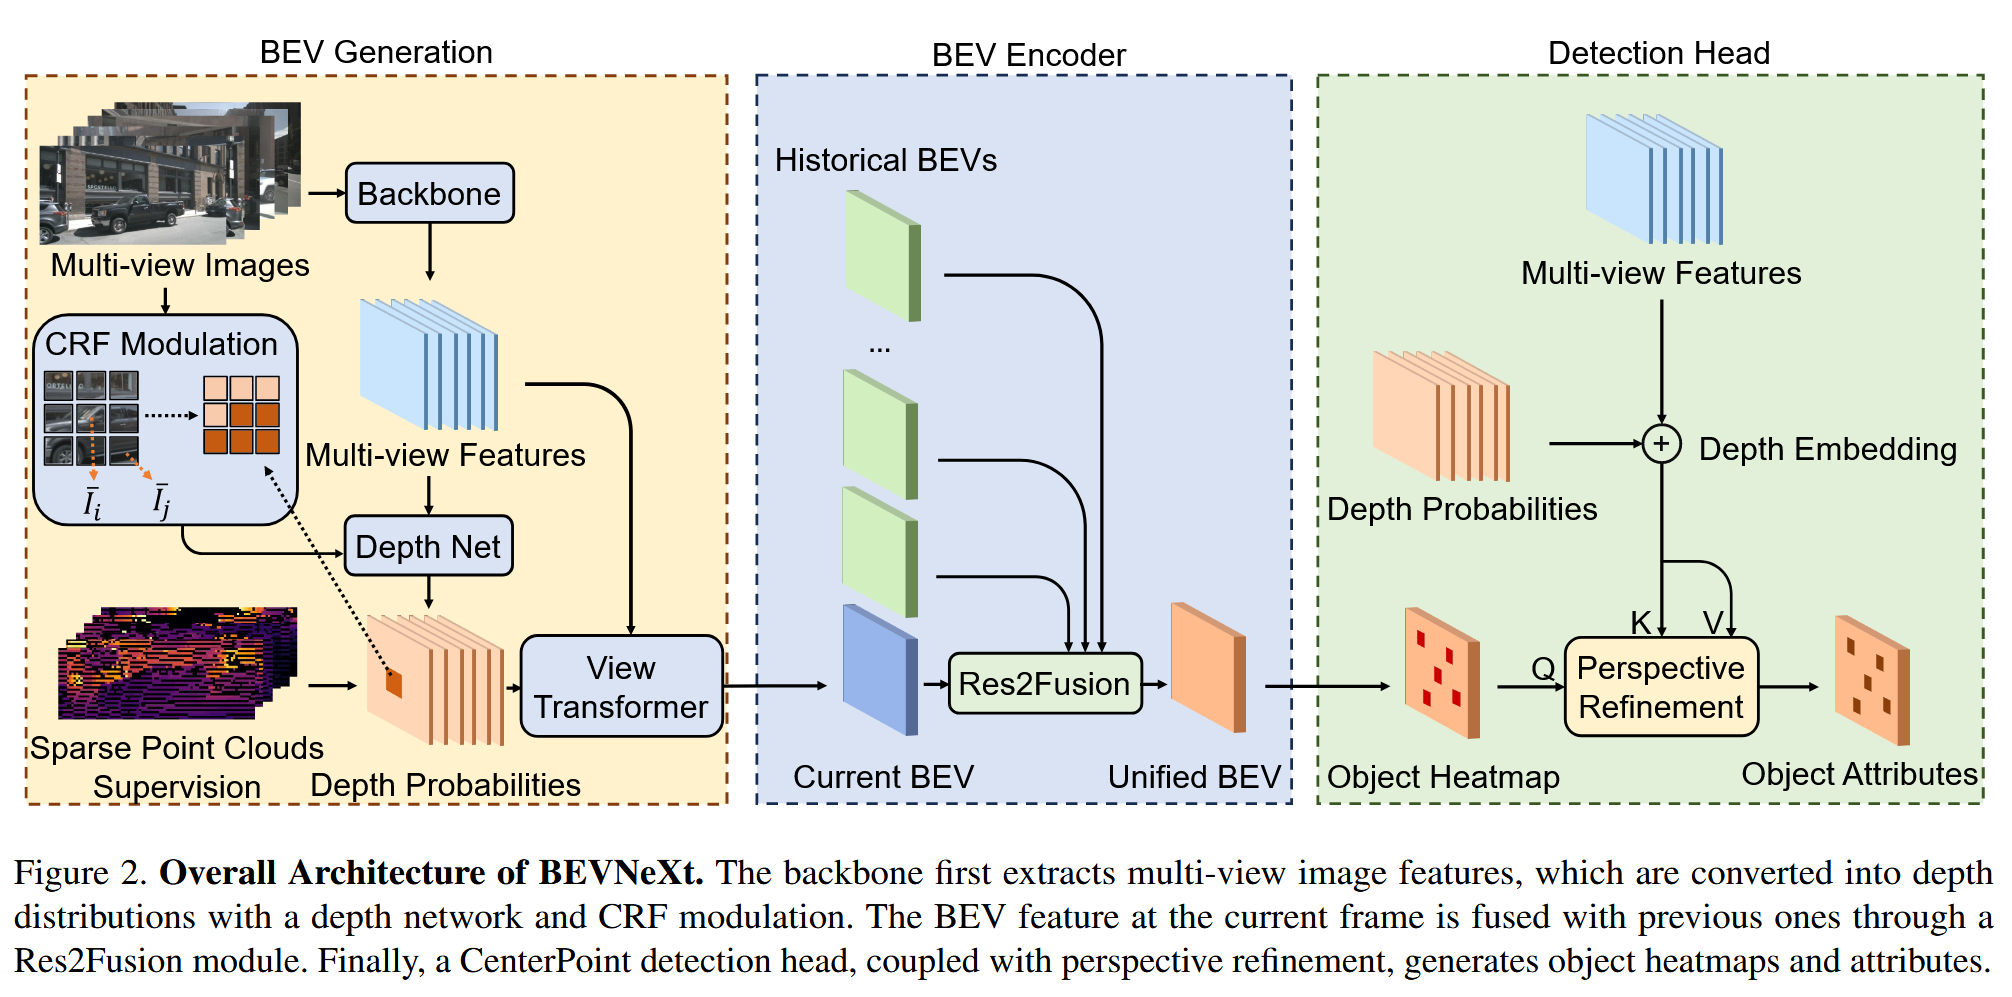 BEV Generation
Multi-view Images
Backbone
CRF Modulation
Ī_i
Ī_j
Multi-view Features
Depth Net
Sparse Point Clouds
Supervision
Depth Probabilities
View
Transformer
BEV Encoder
Historical BEVs
...
Current BEV
Res2Fusion
Unified BEV
Detection Head
Multi-view Features
Depth Probabilities
+
Depth Embedding
K
V
Q
Perspective
Refinement
Object Heatmap
Object Attributes
Figure 2. Overall Architecture of BEVNeXt. The backbone first extracts multi-view image features, which are converted into depth
distributions with a depth network and CRF modulation. The BEV feature at the current frame is fused with previous ones through a
Res2Fusion module. Finally, a CenterPoint detection head, coupled with perspective refinement, generates object heatmaps and attributes.